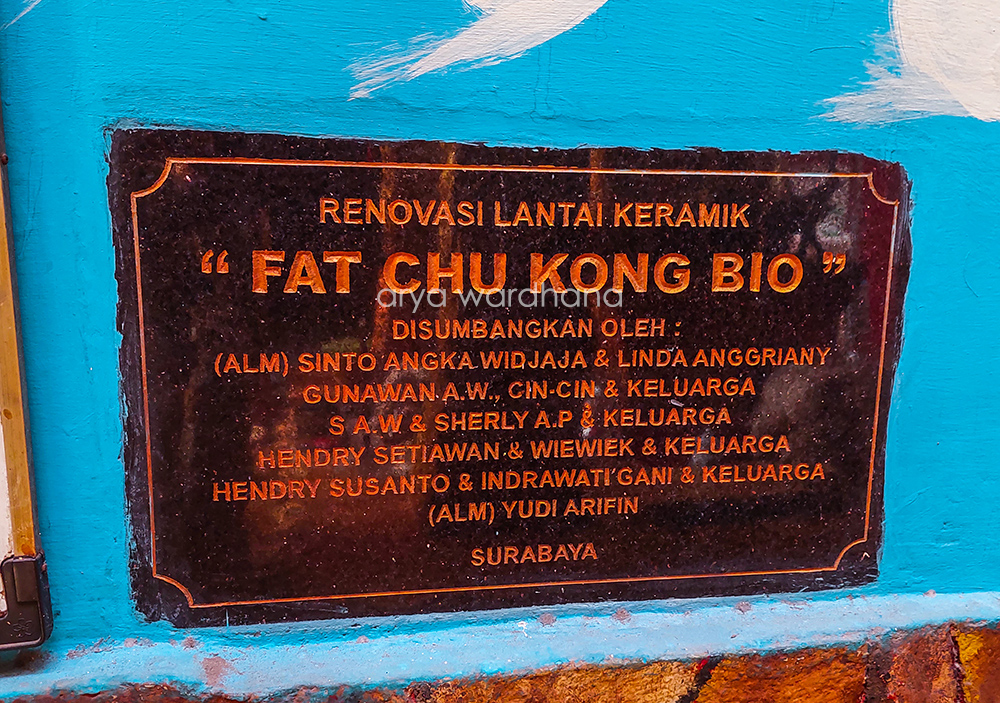 RENOVASI LANTAI KERAMIK
“ FAT CHU KONG BIO ”
arya wardhana
DISUMBANGKAN OLEH :
(ALM) SINTO ANGKA WIDJAJA & LINDA ANGGRIANY
GUNAWAN A.W., CIN-CIN & KELUARGA
S A.W & SHERLY A.P & KELUARGA
HENDRY SETIAWAN & WIEWIEK & KELUARGA
HENDRY SUSANTO & INDRAWATI GANI & KELUARGA
(ALM) YUDI ARIFIN
SURABAYA